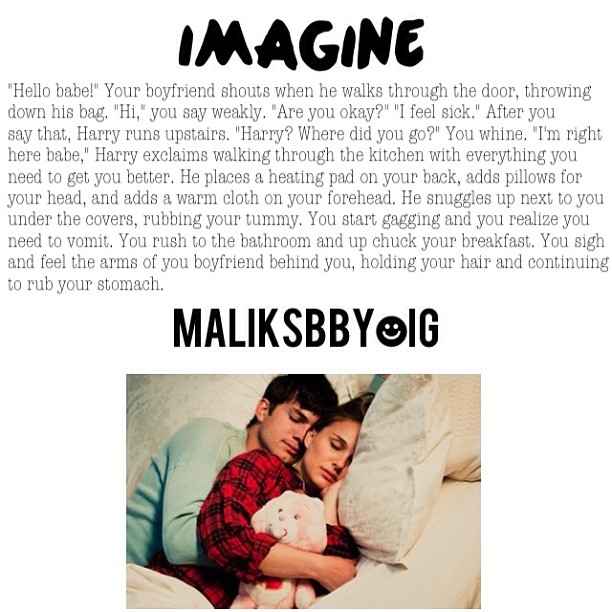 IMAGINE
"Hello babe!" Your boyfriend shouts when he walks through the door, throwing
down his bag. "Hi," you say weakly. "Are you okay?" "I feel sick." After you
say that, Harry runs upstairs. "Harry? Where did you go?" You whine. "I'm right
here babe," Harry exclaims walking through the kitchen with everything you
need to get you better. He places a heating pad on your back, adds pillows for
your head, and adds a warm cloth on your forehead. He snuggles up next to you
under the covers, rubbing your tummy. You start gagging and you realize you
need to vomit. You rush to the bathroom and up chuck your breakfast. You sigh
and feel the arms of you boyfriend behind you, holding your hair and continuing
to rub your stomach.
MALIKSBBY☻IG